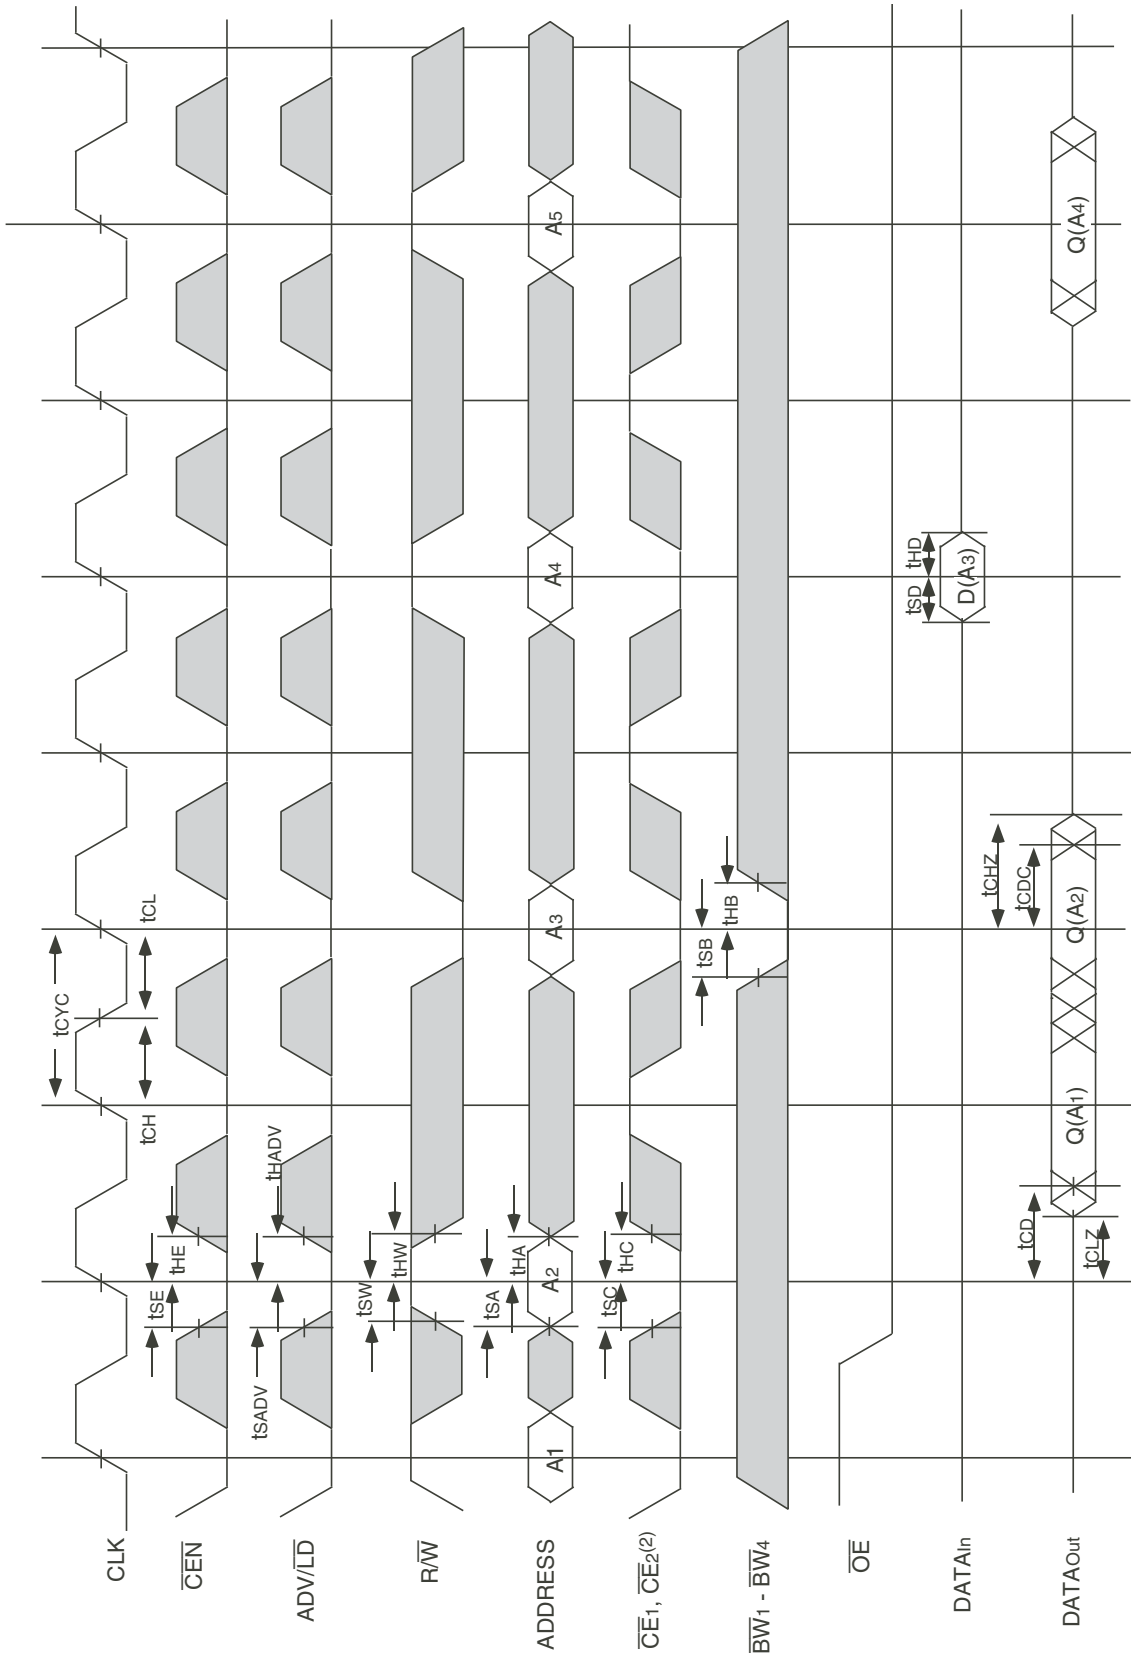 tCYC
tCH
tCL
CLK
tSE
tHE
CEN
tSADV
tHADV
ADV/LD
tSW
tHW
R/W
tSA
tHA
ADDRESS
A1
A2
A3
A4
A5
tSC
tHC
CE1, CE2(2)
tSB
tHB
BW1 - BW4
OE
tSD
tHD
DATAIn
D(A3)
tCD
tCLZ
tCHZ
tCDC
DATAOut
Q(A1)
Q(A2)
Q(A4)